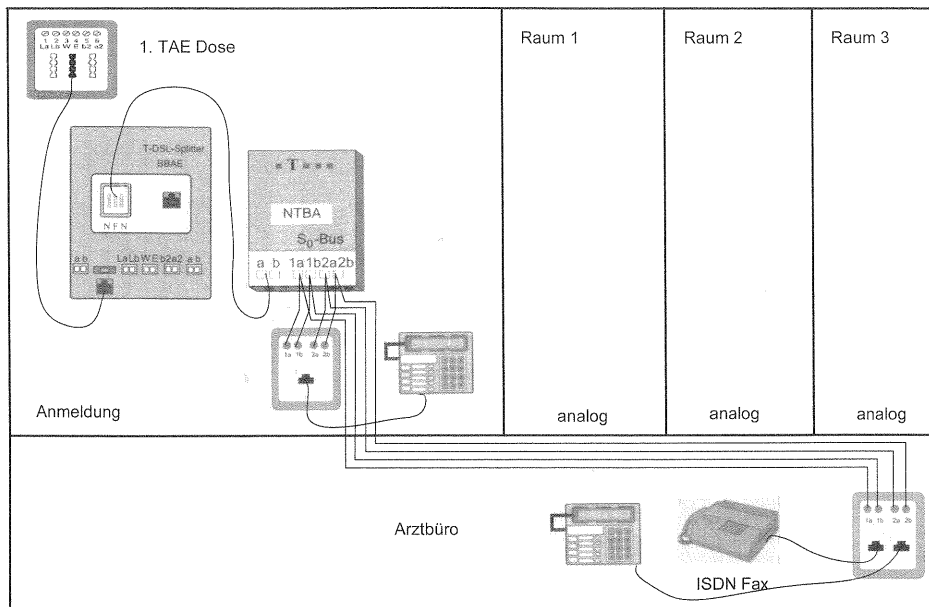 1 2 3 4 5 6
La Lb W E b2 a2
1. TAE Dose
Raum 1
Raum 2
Raum 3
T-DSL-Splitter
BBAE
N F N
a b
La Lb W E b2 a2 a b
T
NTBA
S0-Bus
a b 1a 1b 2a 2b
1a 1b 2a 2b
Anmeldung
analog
analog
analog
Arztbüro
1a 1b 2a 2b
ISDN Fax